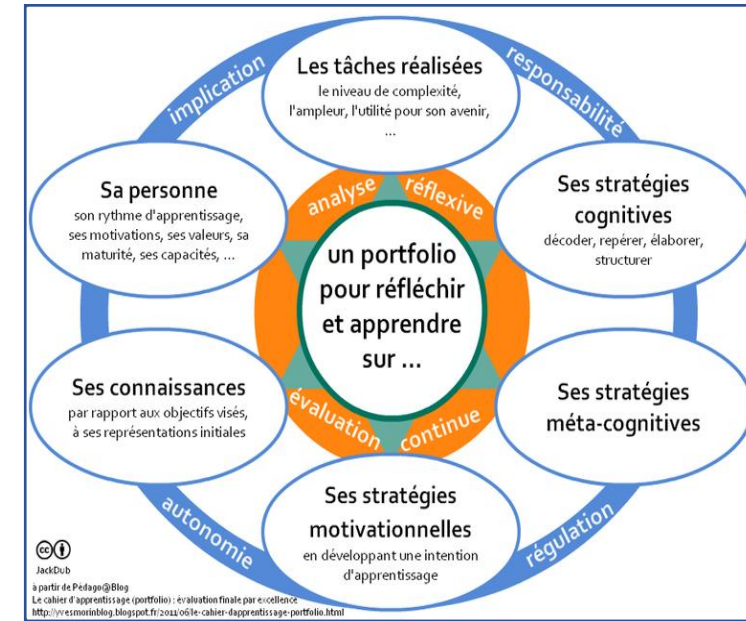 implication
responsabilité
Les tâches réalisées
le niveau de complexité,
l'ampleur, l'utilité pour son avenir,
...
Sa personne
son rythme d'apprentissage,
ses motivations, ses valeurs, sa
maturité, ses capacités, ...
analyse réflexive
Ses stratégies
cognitives
décoder, repérer, élaborer,
structurer
un portfolio
pour réfléchir
et apprendre
sur ...
Ses connaissances
par rapport aux objectifs visés,
à ses représentations initiales
évaluation continue
Ses stratégies
méta-cognitives
Ses stratégies
motivationnelles
en développant une intention
d'apprentissage
autonomie
régulation
cc
JackDub
à partir de Pédago@Blog
Le cahier d'apprentissage (portfolio) : évaluation finale par excellence
http://yvesmorinblog.blogspot.fr/2011/06/le-cahier-dapprentissage-portfolio.html